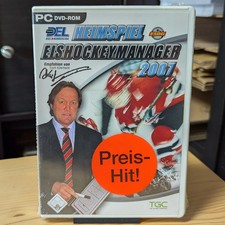 PC DVD-ROM
DEL
HEIMSPIEL
EISHOCKEYMANAGER
2007
Empfohlen von
Preis-
Hit!
TGC